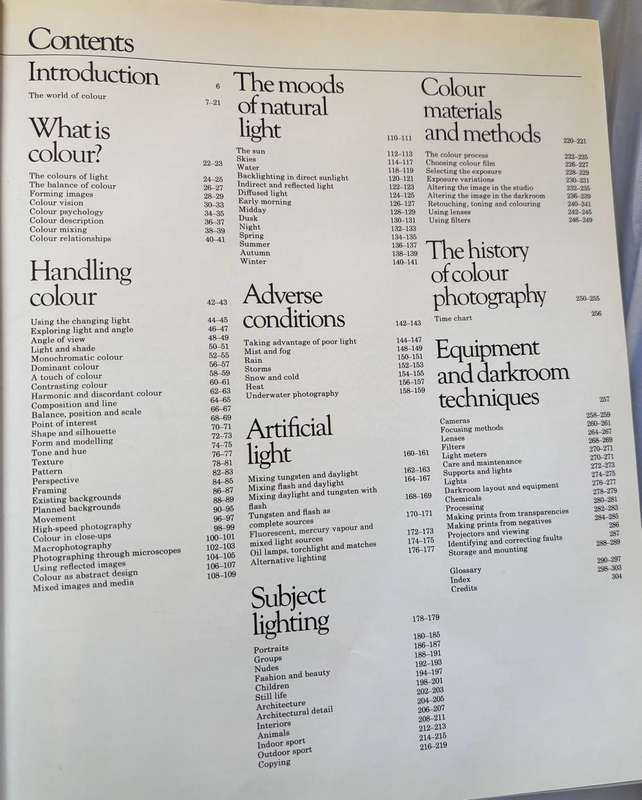 Contents
Introduction 6
The world of colour 7–21
What is
colour? 22–23
The colours of light 24–25
The balance of colour 26–27
Forming images 28–29
Colour vision 30–33
Colour psychology 34–35
Colour description 36–37
Colour mixing 38–39
Colour relationships 40–41
Handling
colour 42–43
Using the changing light 44–45
Exploring light and angle 46–47
Angle of view 48–49
Light and shade 50–51
Monochromatic colour 52–55
Dominant colour 56–57
A touch of colour 58–59
Contrasting colour 60–61
Harmonic and discordant colour 62–63
Composition and line 64–65
Balance, position and scale 66–67
Point of interest 68–69
Shape and silhouette 70–71
Form and modelling 72–73
Tone and hue 74–75
Texture 76–77
Pattern 78–81
Perspective 82–83
Framing 84–85
Existing backgrounds 86–87
Planned backgrounds 88–89
Movement 90–95
High-speed photography 96–97
Colour in close-ups 98–99
Macrophotography 100–101
Photographing through microscopes 102–103
Using reflected images 104–105
Colour as abstract design 106–107
Mixed images and media 108–109
The moods
of natural
light 110–111
The sun 112–113
Skies 114–117
Water 118–119
Backlighting in direct sunlight 120–121
Indirect and reflected light 122–123
Diffused light 124–125
Early morning 126–127
Midday 128–129
Dusk 130–131
Night 132–133
Spring 134–135
Summer 136–137
Autumn 138–139
Winter 140–141
Adverse
conditions 142–143
Taking advantage of poor light 144–147
Mist and fog 148–149
Rain 150–151
Storms 152–153
Snow and cold 154–155
Heat 156–157
Underwater photography 158–159
Artificial
light 160–161
Mixing tungsten and daylight 162–163
Mixing flash and daylight 164–167
Mixing daylight and tungsten with
flash 168–169
Tungsten and flash as
complete sources 170–171
Fluorescent, mercury vapour and
mixed light sources 172–173
Oil lamps, torchlight and matches 174–175
Alternative lighting 176–177
Subject
lighting 178–179
Portraits 180–185
Groups 186–187
Nudes 188–191
Fashion and beauty 192–193
Children 194–197
Still life 198–201
Architecture 202–203
Architectural detail 204–205
Interiors 206–207
Animals 208–211
Indoor sport 212–213
Outdoor sport 214–215
Copying 216–219
Colour
materials
and methods 220–221
The colour process 222–225
Choosing colour film 226–227
Selecting the exposure 228–229
Exposure variations 230–231
Altering the image in the studio 232–235
Altering the image in the darkroom 236–239
Retouching, toning and colouring 240–241
Using lenses 242–245
Using filters 246–249
The history
of colour
photography 250–255
Time chart 256
Equipment
and darkroom
techniques 257
Cameras 258–259
Focusing methods 260–261
Lenses 264–267
Filters 268–269
Light meters 270–271
Care and maintenance 270–271
Supports and lights 272–273
Lights 274–275
Darkroom layout and equipment 276–277
Chemicals 278–279
Processing 280–281
Making prints from transparencies 282–283
Making prints from negatives 284–285
Projectors and viewing 286
Identifying and correcting faults 287
Storage and mounting 288–289
Glossary 290–297
Index 298–303
Credits 304